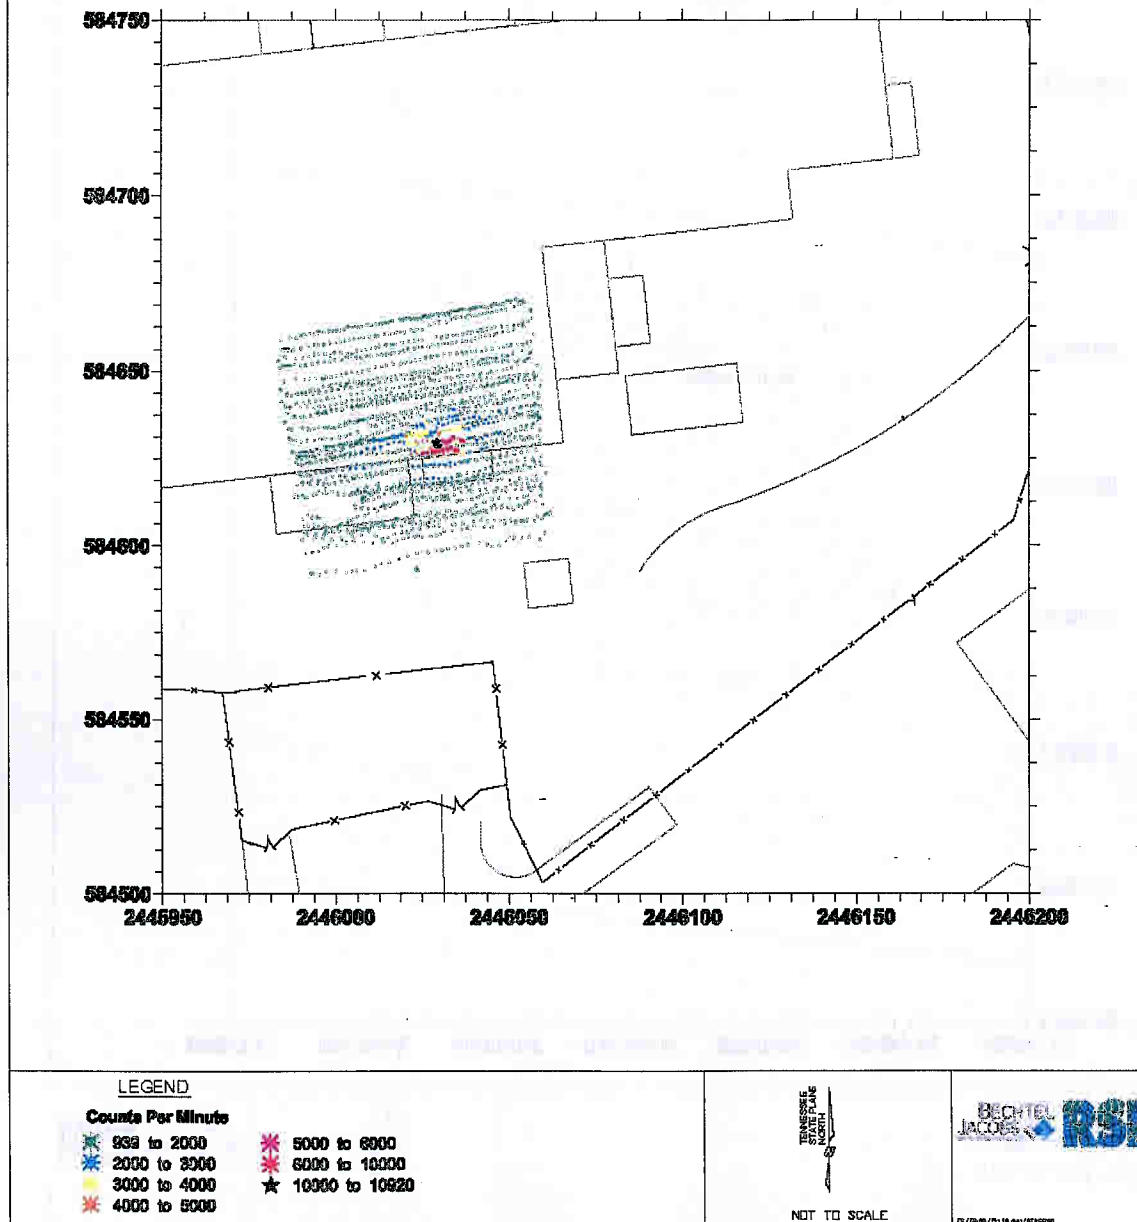 584750
584700
584650
584600
584550
584500
2445950 2446000 2446050 2446100 2446150 2446200
LEGEND
Counts Per Minute
939 to 2000
2000 to 3000
3000 to 4000
4000 to 5000
5000 to 6000
6000 to 10000
10000 to 10920
TENNESSEE
STATE PLANE
NORTH
NOT TO SCALE
BECHTEL
JACOBS